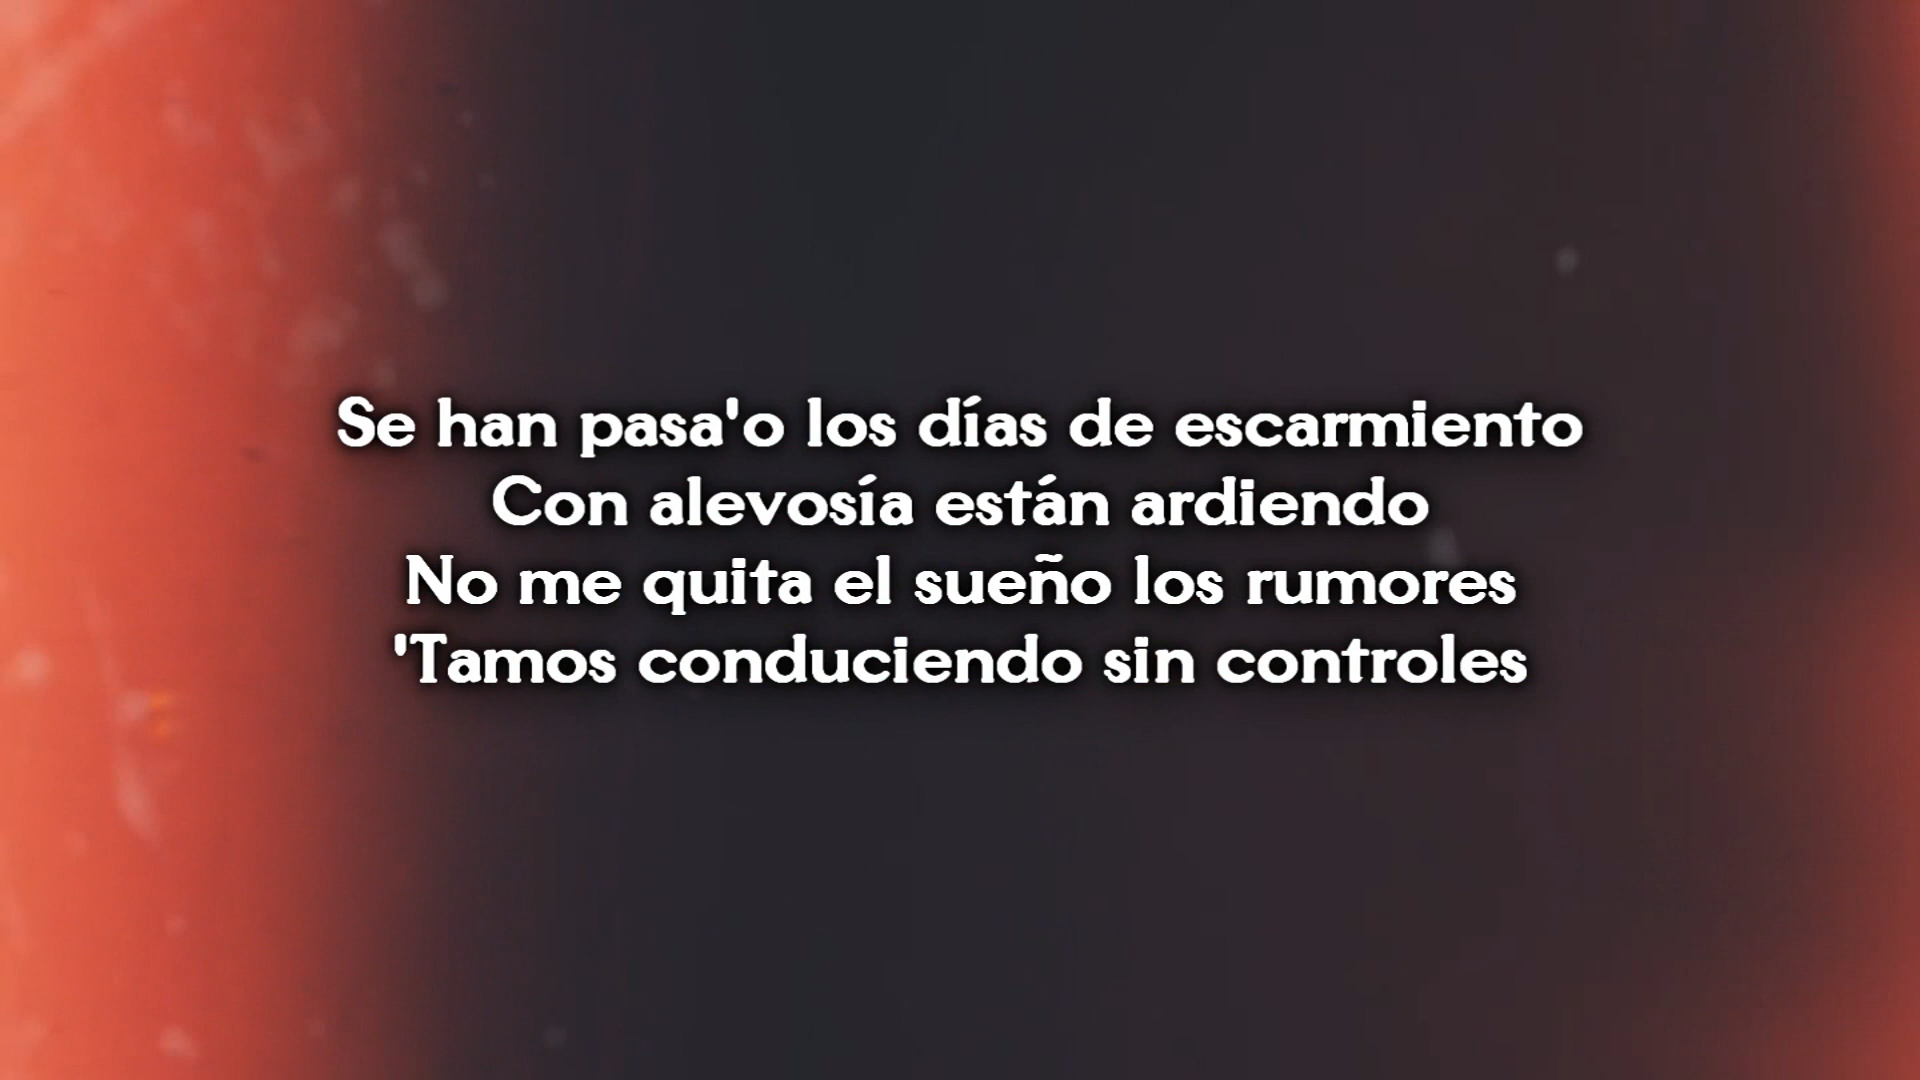 Se han pasa'o los días de escarmiento
Con alevosía están ardiendo
No me quita el sueño los rumores
'Tamos conduciendo sin controles